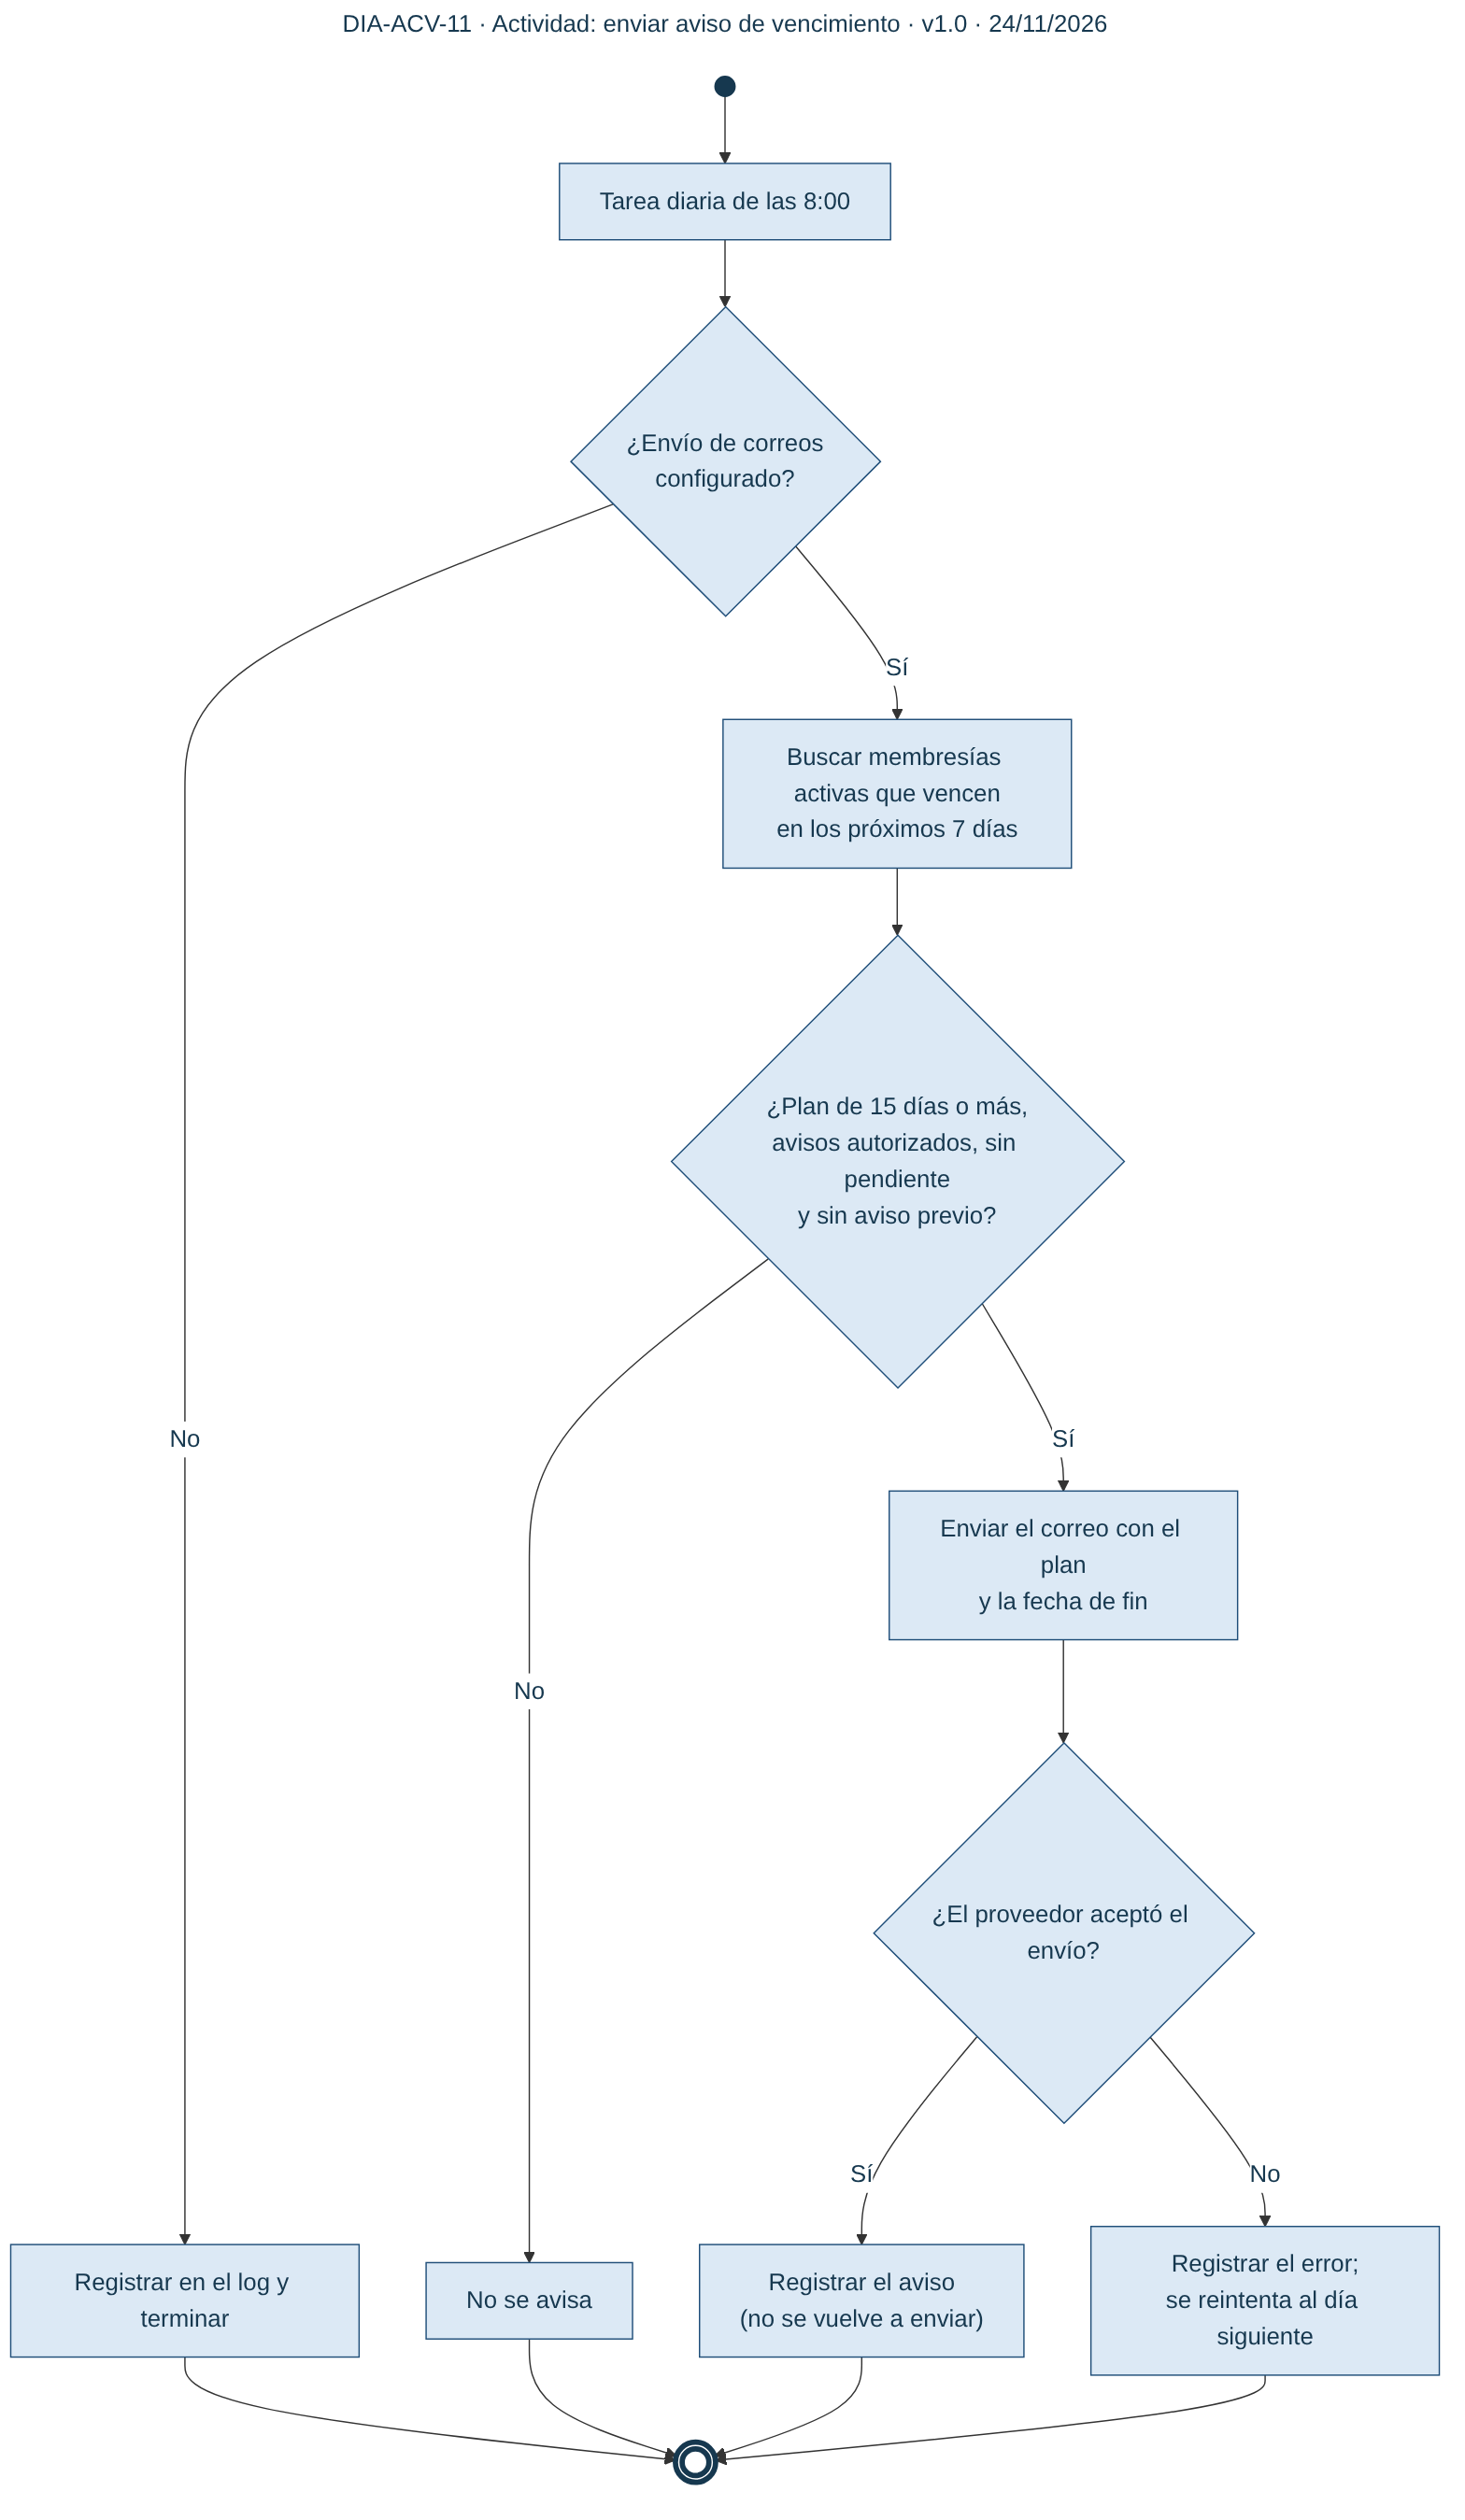 DIA-ACV-11 · Actividad: enviar aviso de vencimiento · v1.0 · 24/11/2026
Tarea diaria de las 8:00
¿Envío de correos
configurado?
Sí
Buscar membresías
activas que vencen
en los próximos 7 días
¿Plan de 15 días o más,
avisos autorizados, sin
pendiente
y sin aviso previo?
No
Sí
Enviar el correo con el
plan
y la fecha de fin
No
¿El proveedor aceptó el
envío?
Sí
No
Registrar en el log y
terminar
No se avisa
Registrar el aviso
(no se vuelve a enviar)
Registrar el error;
se reintenta al día
siguiente